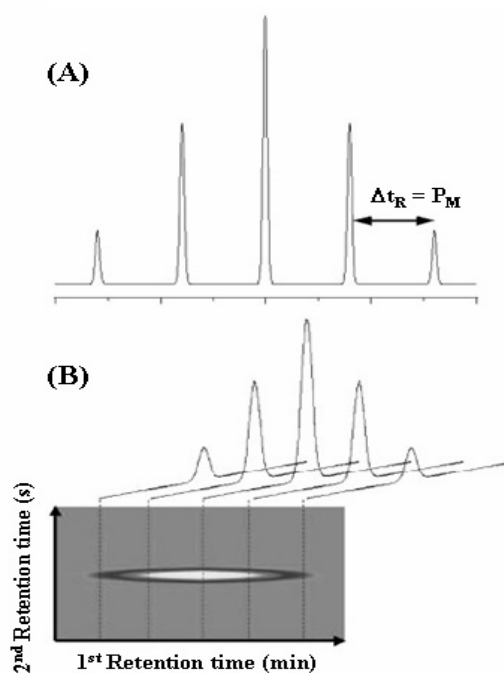 (A)
Δt_R = P_M
(B)
2nd Retention time (s)
1st Retention time (min)